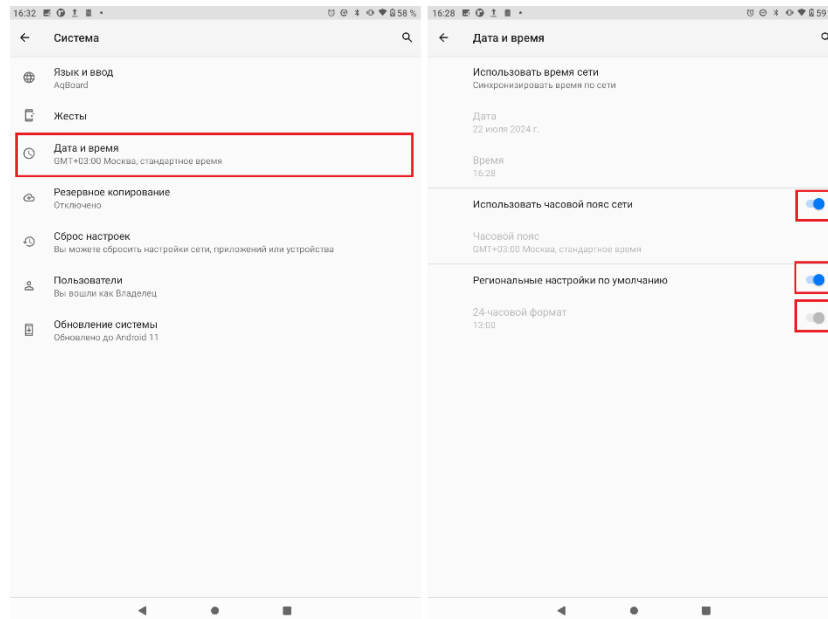 16:32
58 %
Система
Язык и ввод
AqBoard
Жесты
Дата и время
GMT+03:00 Москва, стандартное время
Резервное копирование
Отключено
Сброс настроек
Вы можете сбросить настройки сети, приложений или устройства
Пользователи
Вы вошли как Владелец
Обновление системы
Обновлено до Android 11
16:28
59
Дата и время
Использовать время сети
Синхронизировать время по сети
Дата
22 июля 2024 г.
Время
16:28
Использовать часовой пояс сети
Часовой пояс
GMT+03:00 Москва, стандартное время
Региональные настройки по умолчанию
24-часовой формат
13:00